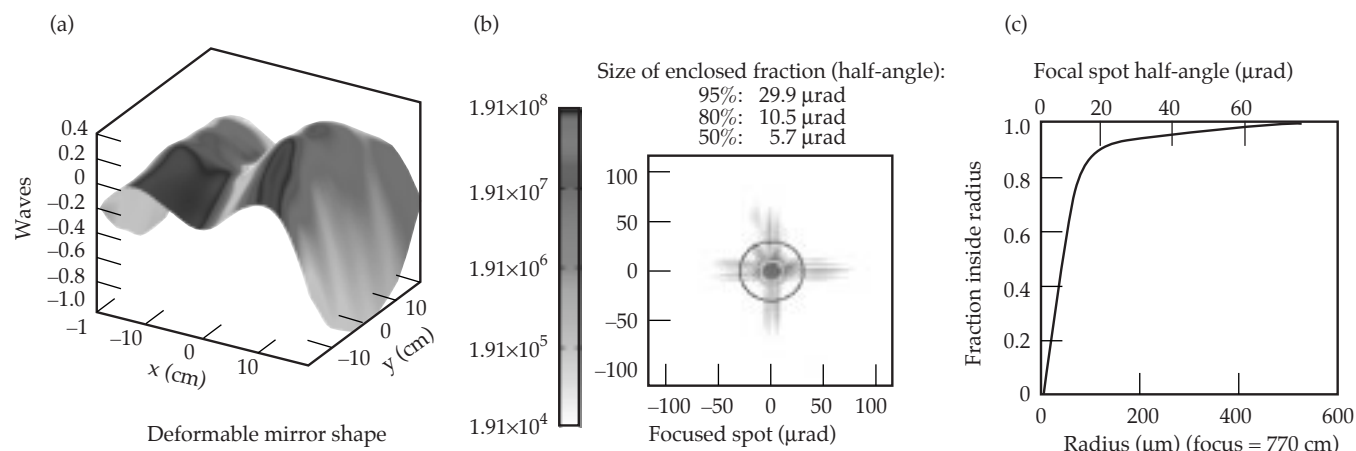 (a)
0.4
0.2
0
–0.2
–0.4
–0.6
–0.8
–1.0
–1
Waves
–10
0
10
x (cm)
–10
0
10
y (cm)
Deformable mirror shape
(b)
Size of enclosed fraction (half-angle):
95%: 29.9 µrad
80%: 10.5 µrad
50%: 5.7 µrad
1.91×10⁸
1.91×10⁷
1.91×10⁶
1.91×10⁵
1.91×10⁴
100
50
0
–50
–100
–100 –50 0 50 100
Focused spot (µrad)
(c)
Focal spot half-angle (µrad)
0 20 40 60
1.0
0.8
0.6
0.4
0.2
0
Fraction inside radius
0 200 400 600
Radius (µm) (focus = 770 cm)